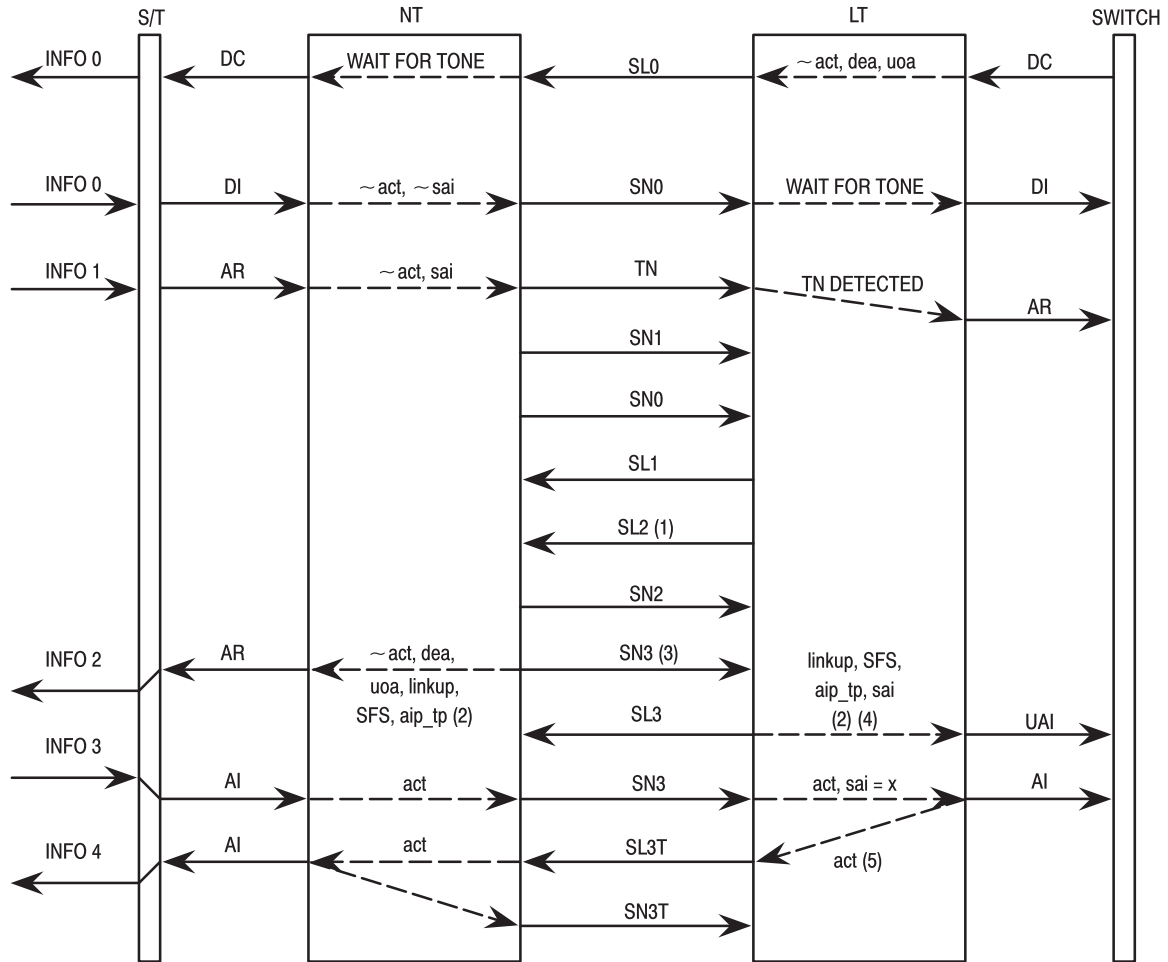 S/T NT LT SWITCH
INFO 0 DC WAIT FOR TONE SL0 ~act, dea, uoa DC
INFO 0 DI ~act, ~sai SN0 WAIT FOR TONE DI
INFO 1 AR ~act, sai TN TN DETECTED AR
SN1
SN0
SL1
SL2 (1)
SN2
INFO 2 AR ~act, dea, SN3 (3) linkup, SFS,
uoa, linkup, aip_tp, sai
SFS, aip_tp (2) SL3 (2) (4) UAI
INFO 3 AI act SN3 act, sai = x AI
INFO 4 AI act SL3T act (5)
SN3T